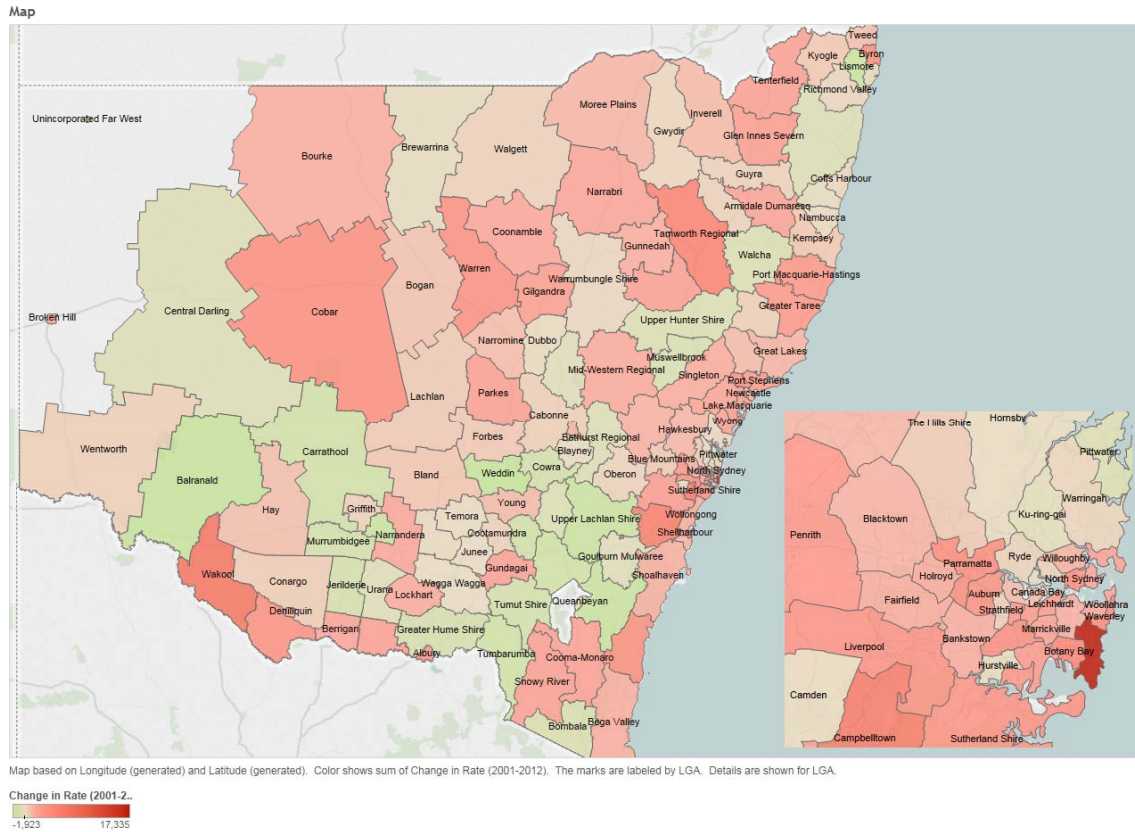 Map
Tweed
Kyogle
Byron
Lismore
Tenterfield
Richmond Valley
Moree Plains
Inverell
Unincorporated Far West
Gwydir
Glen Innes Severn
Brewarrina
Walgett
Bourke
Guyra
Coffs Harbour
Narrabri
Armidale Dumaresq
Nambucca
Coonamble
Tamworth Regional
Kempsey
Gunnedah
Walcha
Warren
Port Macquarie-Hastings
Bogan
Gilgandra
Warrumbungle Shire
Central Darling
Cobar
Greater Taree
Broken Hill
Upper Hunter Shire
Narromine
Dubbo
Great Lakes
Muswellbrook
Mid-Western Regional
Singleton
Port Stephens
Parkes
Newcastle
Lachlan
Lake Macquarie
Cabonne
Wyong
Hawkesbury
Forbes
Bathurst Regional
Wentworth
Carrathool
Blayney
Pittwater
Blue Mountains
Cowra
North Sydney
Weddin
Oberon
Bland
Balranald
Sutherland Shire
Young
Hay
Griffith
Wollongong
Temora
Upper Lachlan Shire
Narrandera
Cootamundra
Shellharbour
Murrumbidgee
Junee
Goulburn Mulwaree
Gundagai
Wakool
Shoalhaven
Conargo
Wagga Wagga
Jerilderie
Urana
Lockhart
Queanbeyan
Deniliquin
Tumut Shire
Berrigan
Greater Hume Shire
Albury
Tumbarumba
Cooma-Monaro
Snowy River
Bombala
Bega Valley
Hornsby
The Hills Shire
Pittwater
Warringah
Ku-ring-gai
Blacktown
Penrith
Ryde
Willoughby
Parramatta
Holroyd
North Sydney
Auburn
Canada Bay
Fairfield
Leichhardt
Woollahra
Strathfield
Waverley
Marrickville
Bankstown
Liverpool
Botany Bay
Hurstville
Camden
Campbelltown
Sutherland Shire
Map based on Longitude (generated) and Latitude (generated). Color shows sum of Change in Rate (2001-2012). The marks are labeled by LGA. Details are shown for LGA.
Change in Rate (2001-2..
-1,923 17,335